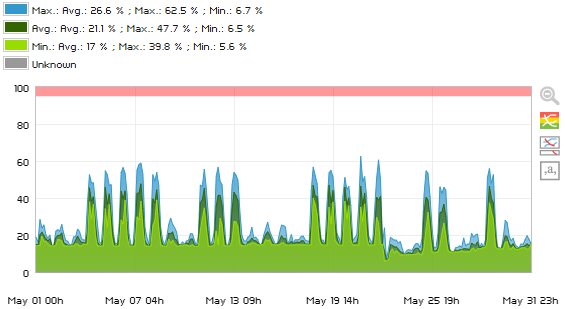 Max.: Avg.: 26.6 % ; Max.: 62.5 % ; Min.: 6.7 %
Avg.: Avg.: 21.1 % ; Max.: 47.7 % ; Min.: 6.5 %
Min.: Avg.: 17 % ; Max.: 39.8 % ; Min.: 5.6 %
Unknown
100
80
60
40
20
0
May 01 00h May 07 04h May 13 09h May 19 14h May 25 19h May 31 23h
,a,